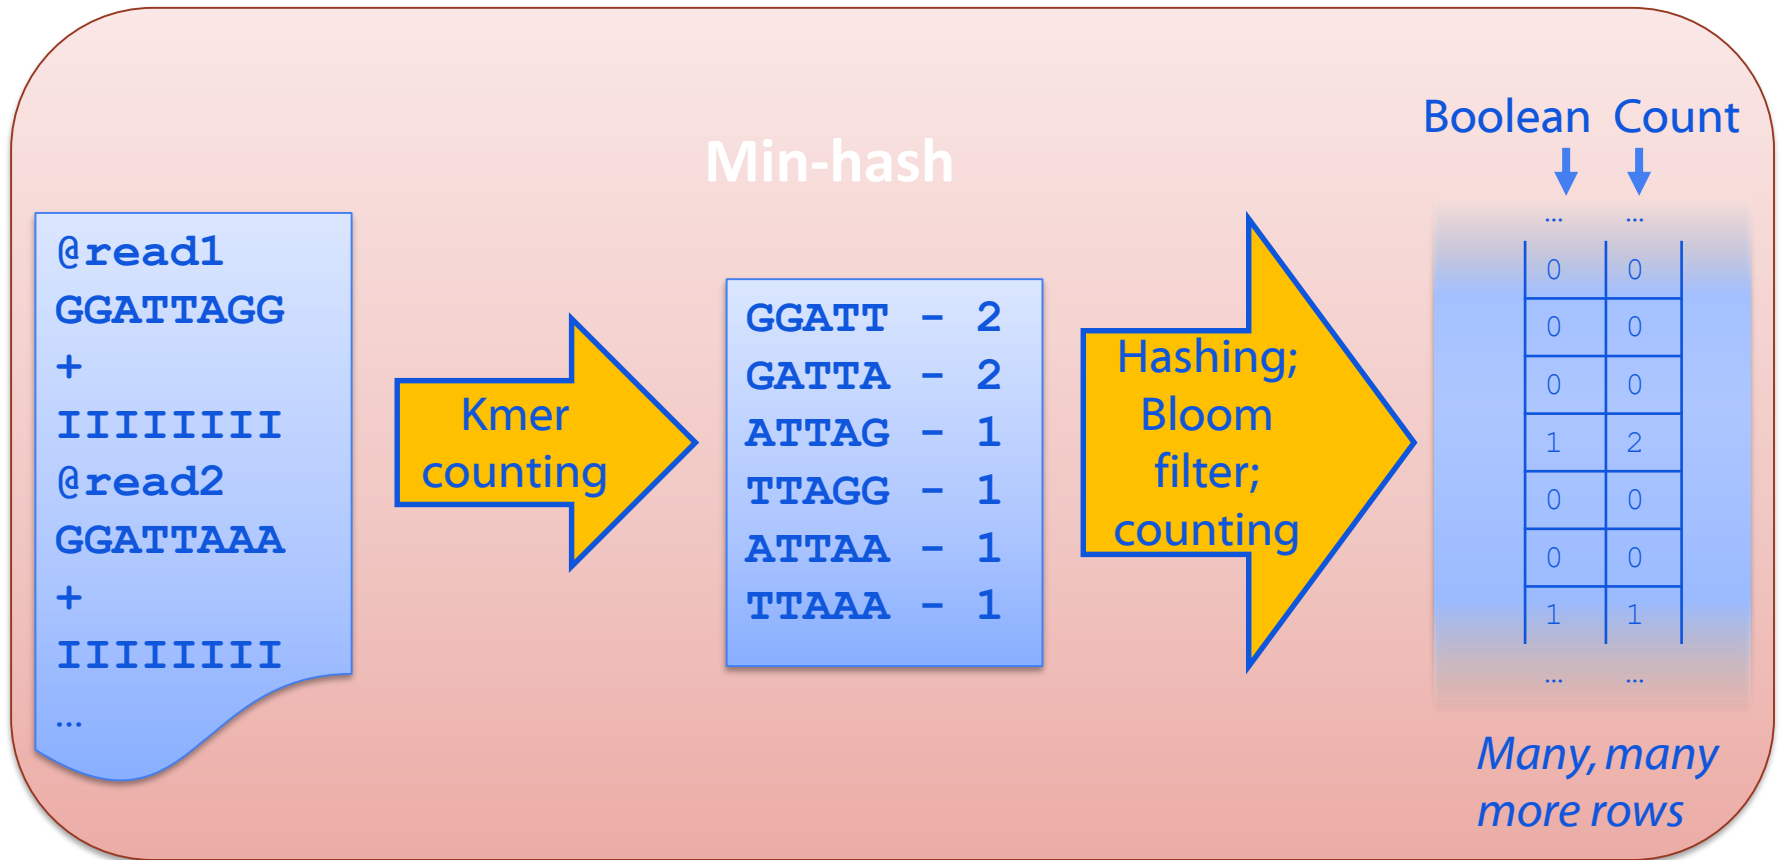 Min-hash
@read1
GGATTAGG
+
IIIIIIII
@read2
GGATTAAA
+
IIIIIIII
…
Kmer
counting
GGATT - 2
GATTA - 2
ATTAG - 1
TTAGG - 1
ATTAA - 1
TTAAA - 1
Hashing;
Bloom
filter;
counting
Boolean Count
… …
0 0
0 0
0 0
1 2
0 0
0 0
1 1
… …
Many, many
more rows